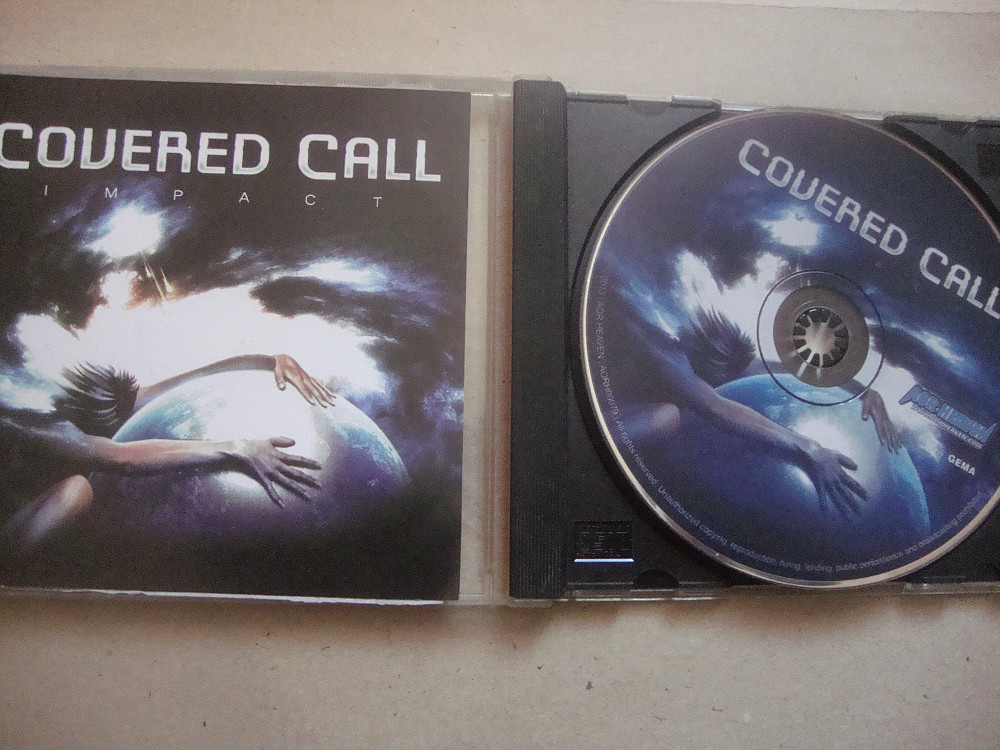 COVERED CALL
IMPACT
COVERED CALL
AOR HEAVEN
GEMA
All rights reserved. Unauthorized copying, reproduction, hiring, lending, public performance and broadcasting prohibited